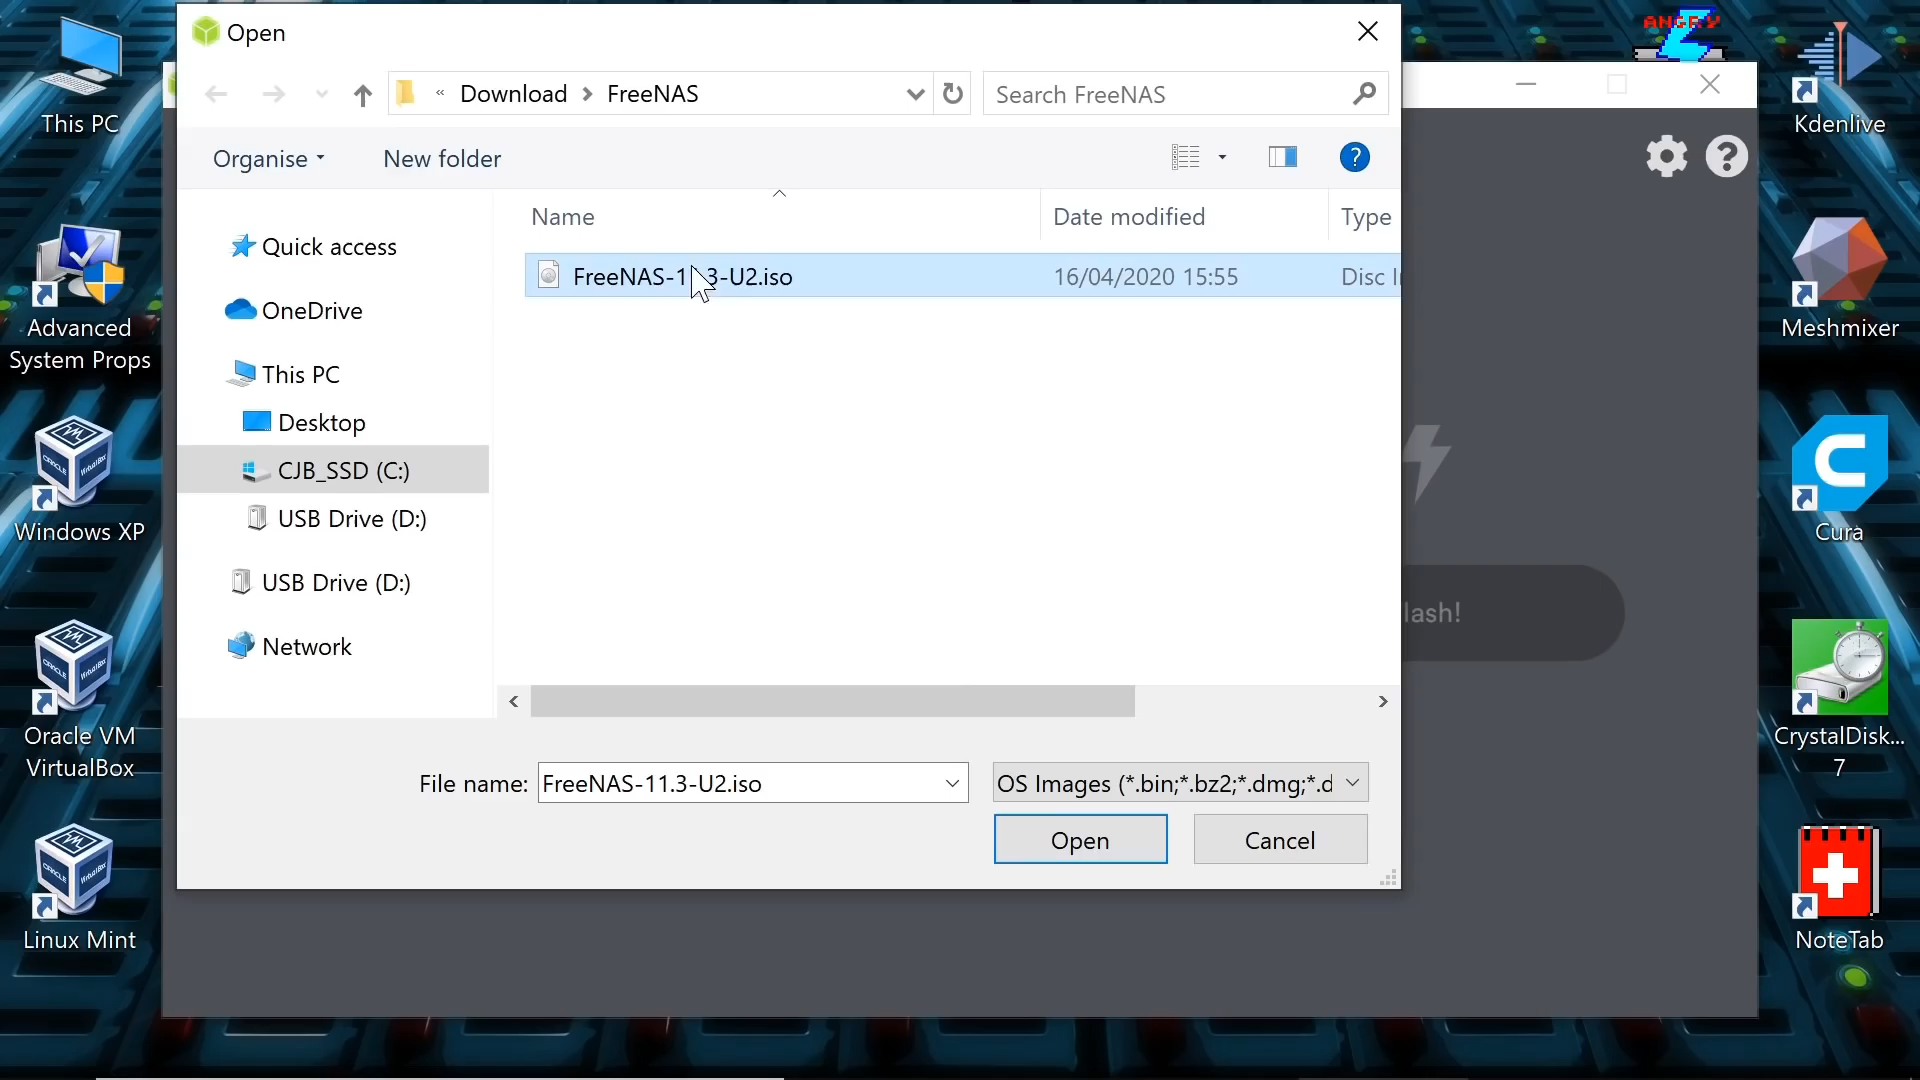 Open
« Download > FreeNAS
Search FreeNAS
Organise
New folder
?
Name
Date modified
Type
FreeNAS-11.3-U2.iso
16/04/2020 15:55
Disc I
Quick access
OneDrive
This PC
Desktop
CJB_SSD (C:)
USB Drive (D:)
USB Drive (D:)
Network
File name:
FreeNAS-11.3-U2.iso
OS Images (*.bin;*.bz2;*.dmg;*.d
Open
Cancel
lash!
?
This PC
Advanced
System Props
Windows XP
Oracle VM
VirtualBox
Linux Mint
ANGRY
Kdenlive
Meshmixer
Cura
CrystalDisk...
7
NoteTab